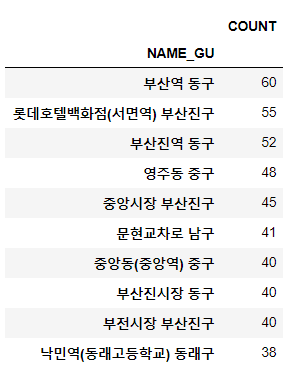 COUNT
NAME_GU
부산역 동구 60
롯데호텔백화점(서면역) 부산진구 55
부산진역 동구 52
영주동 중구 48
중앙시장 부산진구 45
문현교차로 남구 41
중앙동(중앙역) 중구 40
부산진시장 동구 40
부전시장 부산진구 40
낙민역(동래고등학교) 동래구 38